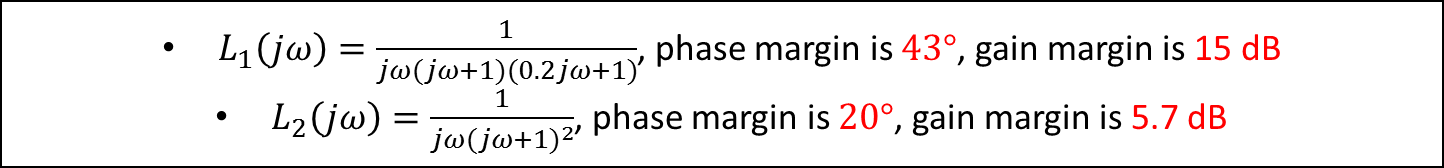 • L₁(jω) = 1/(jω(jω+1)(0.2jω+1)), phase margin is 43°, gain margin is 15 dB
• L₂(jω) = 1/(jω(jω+1)²), phase margin is 20°, gain margin is 5.7 dB